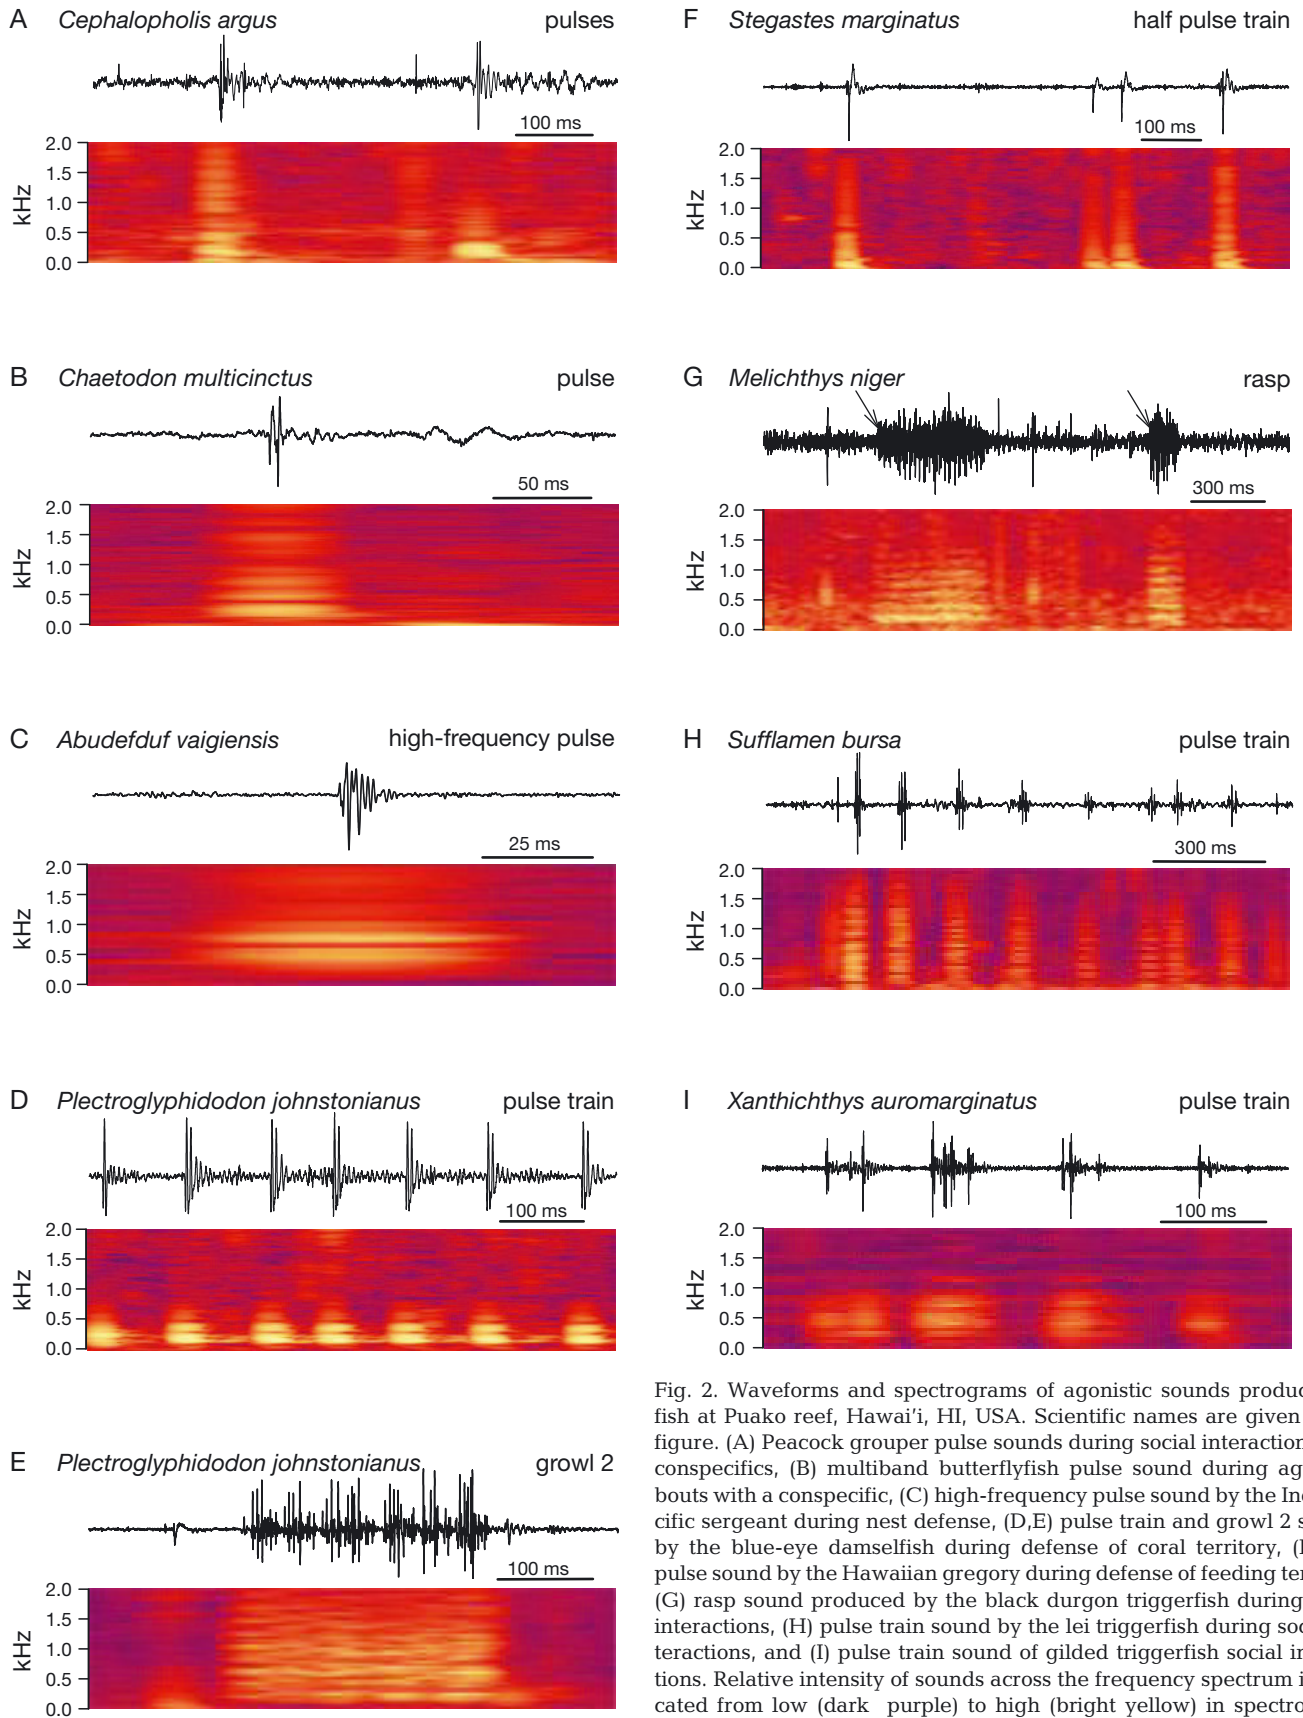 A Cephalopholis argus pulses
100 ms
2.0
1.5
1.0
0.5
0.0
kHz
B Chaetodon multicinctus pulse
50 ms
2.0
1.5
1.0
0.5
0.0
kHz
C Abudefduf vaigiensis high-frequency pulse
25 ms
2.0
1.5
1.0
0.5
0.0
kHz
D Plectroglyphidodon johnstonianus pulse train
100 ms
2.0
1.5
1.0
0.5
0.0
kHz
E Plectroglyphidodon johnstonianus growl 2
100 ms
2.0
1.5
1.0
0.5
0.0
kHz
F Stegastes marginatus half pulse train
100 ms
2.0
1.5
1.0
0.5
0.0
kHz
G Melichthys niger rasp
300 ms
2.0
1.5
1.0
0.5
0.0
kHz
H Sufflamen bursa pulse train
300 ms
2.0
1.5
1.0
0.5
0.0
kHz
I Xanthichthys auromarginatus pulse train
100 ms
2.0
1.5
1.0
0.5
0.0
kHz
Fig. 2. Waveforms and spectrograms of agonistic sounds produc
fish at Puako reef, Hawai'i, HI, USA. Scientific names are given
figure. (A) Peacock grouper pulse sounds during social interaction
conspecifics, (B) multiband butterflyfish pulse sound during ag
bouts with a conspecific, (C) high-frequency pulse sound by the In
cific sergeant during nest defense, (D,E) pulse train and growl 2 s
by the blue-eye damselfish during defense of coral territory, (
pulse sound by the Hawaiian gregory during defense of feeding ter
(G) rasp sound produced by the black durgon triggerfish during
interactions, (H) pulse train sound by the lei triggerfish during so
teractions, and (I) pulse train sound of gilded triggerfish social in
tions. Relative intensity of sounds across the frequency spectrum i
cated from low (dark purple) to high (bright yellow) in spectro